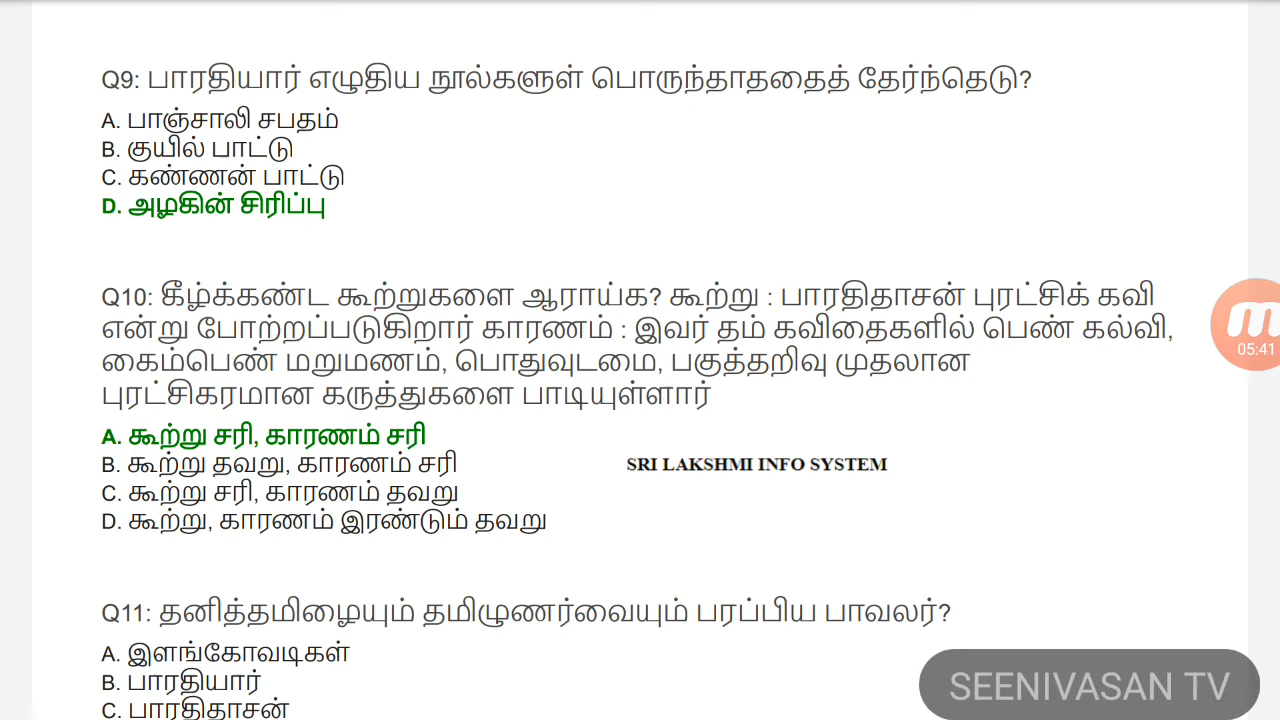 Q9: பாரதியார் எழுதிய நூல்களுள் பொருந்தாததைத் தேர்ந்தெடு?
A. பாஞ்சாலி சபதம்
B. குயில் பாட்டு
C. கண்ணன் பாட்டு
D. அழகின் சிரிப்பு
Q10: கீழ்க்கண்ட கூற்றுகளை ஆராய்க? கூற்று : பாரதிதாசன் புரட்சிக் கவி
என்று போற்றப்படுகிறார் காரணம் : இவர் தம் கவிதைகளில் பெண் கல்வி,
கைம்பெண் மறுமணம், பொதுவுடமை, பகுத்தறிவு முதலான
புரட்சிகரமான கருத்துகளை பாடியுள்ளார்
05:41
A. கூற்று சரி, காரணம் சரி
B. கூற்று தவறு, காரணம் சரி
SRI LAKSHMI INFO SYSTEM
C. கூற்று சரி, காரணம் தவறு
D. கூற்று, காரணம் இரண்டும் தவறு
Q11: தனித்தமிழையும் தமிழுணர்வையும் பரப்பிய பாவலர்?
A. இளங்கோவடிகள்
B. பாரதியார்
C. பாரதிதாசன்
SEENIVASAN TV